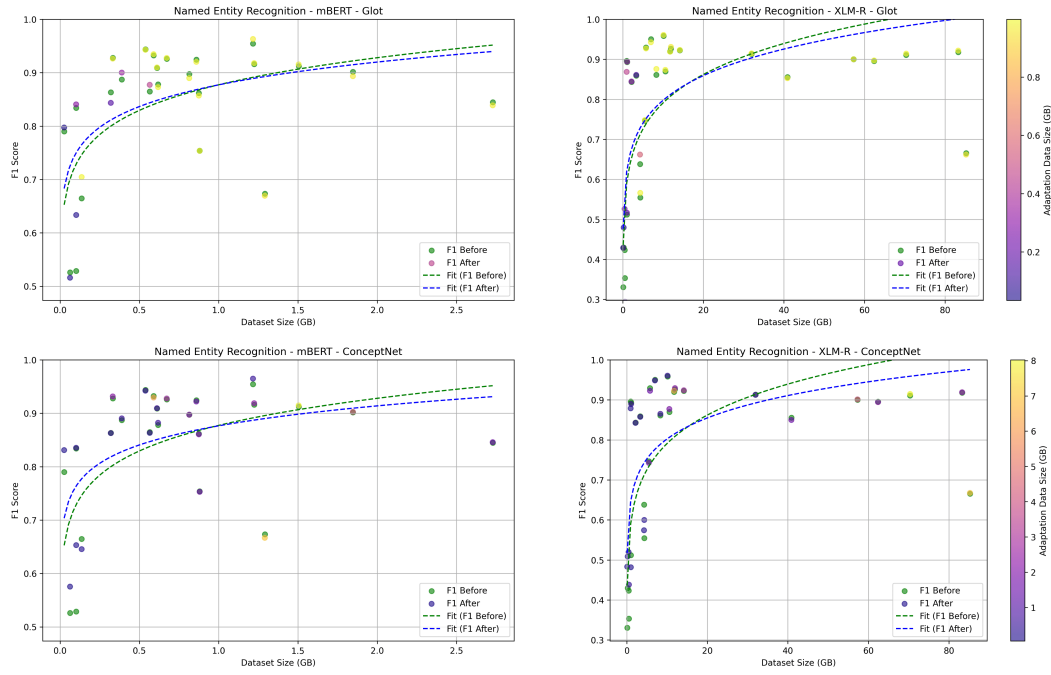 Named Entity Recognition - mBERT - Glot
1.0
0.9
0.8
0.7
0.6
0.5
F1 Score
0.0
0.5
1.0
1.5
2.0
2.5
Dataset Size (GB)
F1 Before
F1 After
Fit (F1 Before)
Fit (F1 After)
Named Entity Recognition - XLM-R - Glot
1.0
0.9
0.8
0.7
0.6
0.5
0.4
0.3
F1 Score
0
20
40
60
80
Dataset Size (GB)
F1 Before
F1 After
Fit (F1 Before)
Fit (F1 After)
0.8
0.6
0.4
0.2
Adaptation Data Size (GB)
Named Entity Recognition - mBERT - ConceptNet
1.0
0.9
0.8
0.7
0.6
0.5
F1 Score
0.0
0.5
1.0
1.5
2.0
2.5
Dataset Size (GB)
F1 Before
F1 After
Fit (F1 Before)
Fit (F1 After)
Named Entity Recognition - XLM-R - ConceptNet
1.0
0.9
0.8
0.7
0.6
0.5
0.4
0.3
F1 Score
0
20
40
60
80
Dataset Size (GB)
F1 Before
F1 After
Fit (F1 Before)
Fit (F1 After)
8
7
6
5
4
3
2
1
Adaptation Data Size (GB)